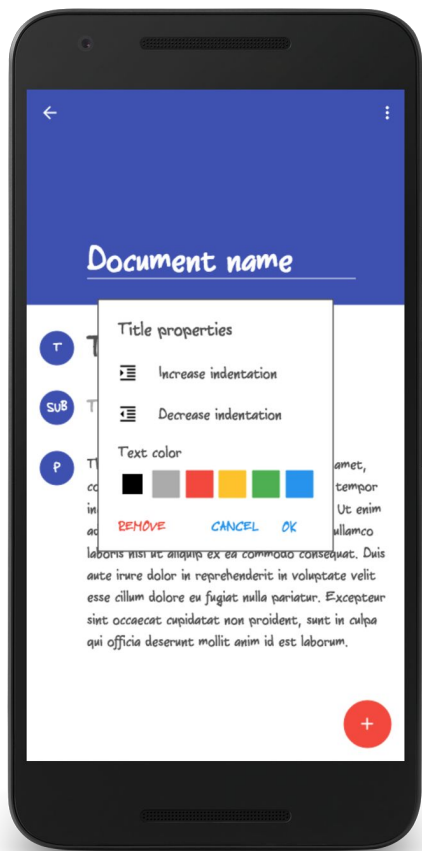 Document name
Title properties
T
T
Increase indentation
SUB
T
Decrease indentation
Text color
P
amet,
tempor
Ut enim
REMOVE
CANCEL
OK
ullamco
laboris nisi ut aliquip ex ea commodo consequat. Duis
aute irure dolor in reprehenderit in voluptate velit
esse cillum dolore eu fugiat nulla pariatur. Excepteur
sint occaecat cupidatat non proident, sunt in culpa
qui officia deserunt mollit anim id est laborum.